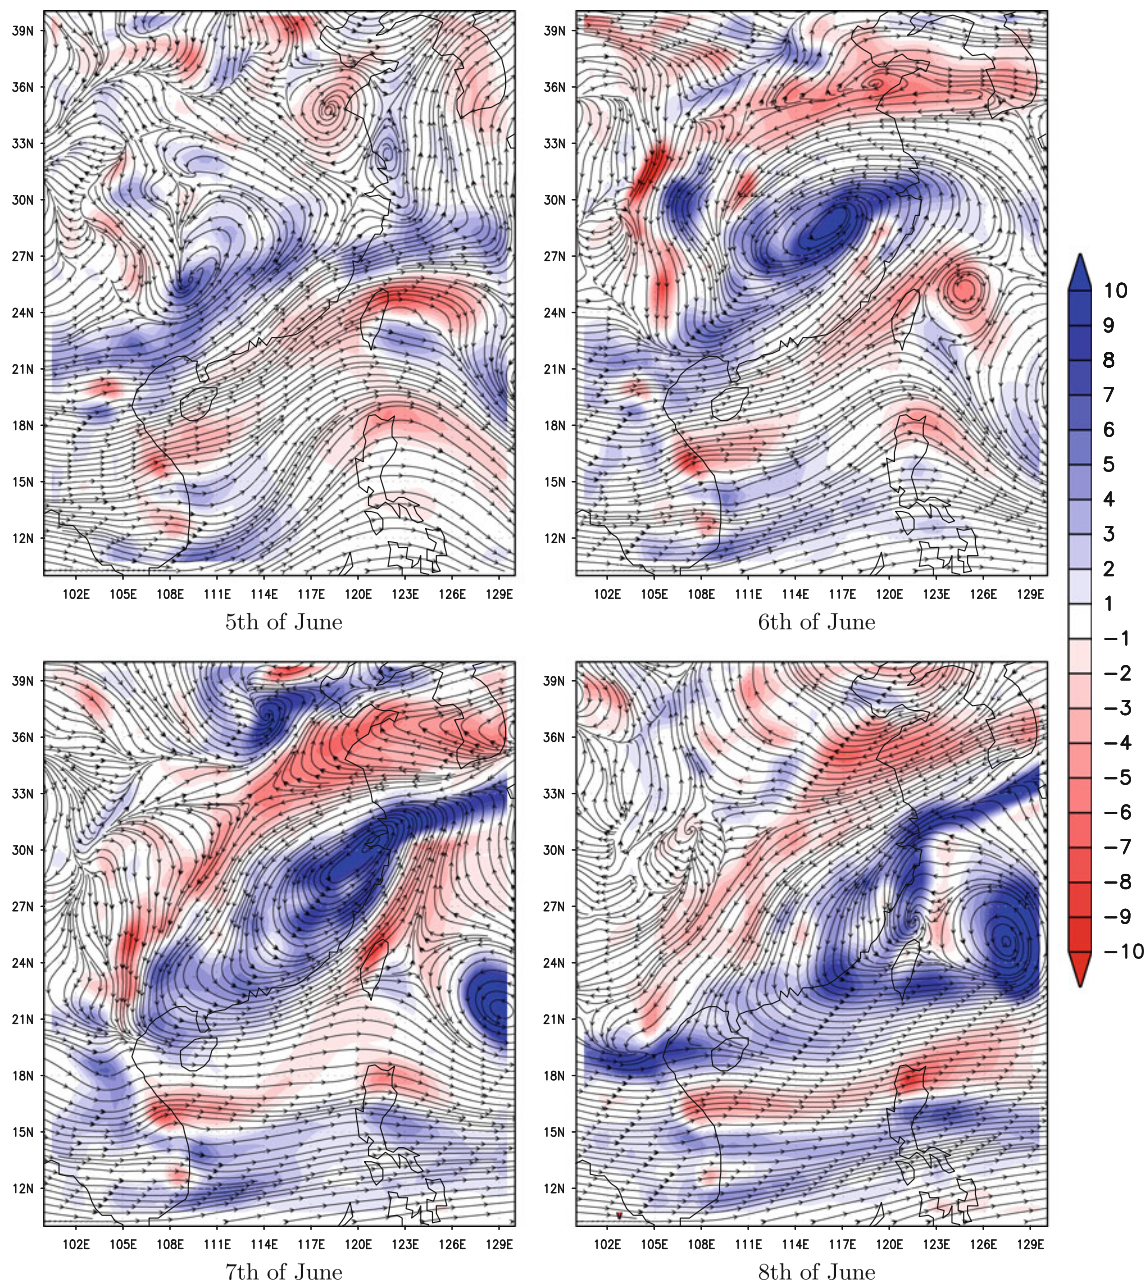 39N 39N
36N 36N
33N 33N
30N 30N
27N 27N
24N 24N
21N 21N
18N 18N
15N 15N
12N 12N
102E 105E 108E 111E 114E 117E 120E 123E 126E 129E 102E 105E 108E 111E 114E 117E 120E 123E 126E 129E
5th of June 6th of June
10
9
8
7
6
5
4
3
2
1
−1
−2
−3
−4
−5
−6
−7
−8
−9
−10
39N 39N
36N 36N
33N 33N
30N 30N
27N 27N
24N 24N
21N 21N
18N 18N
15N 15N
12N 12N
102E 105E 108E 111E 114E 117E 120E 123E 126E 129E 102E 105E 108E 111E 114E 117E 120E 123E 126E 129E
7th of June 8th of June